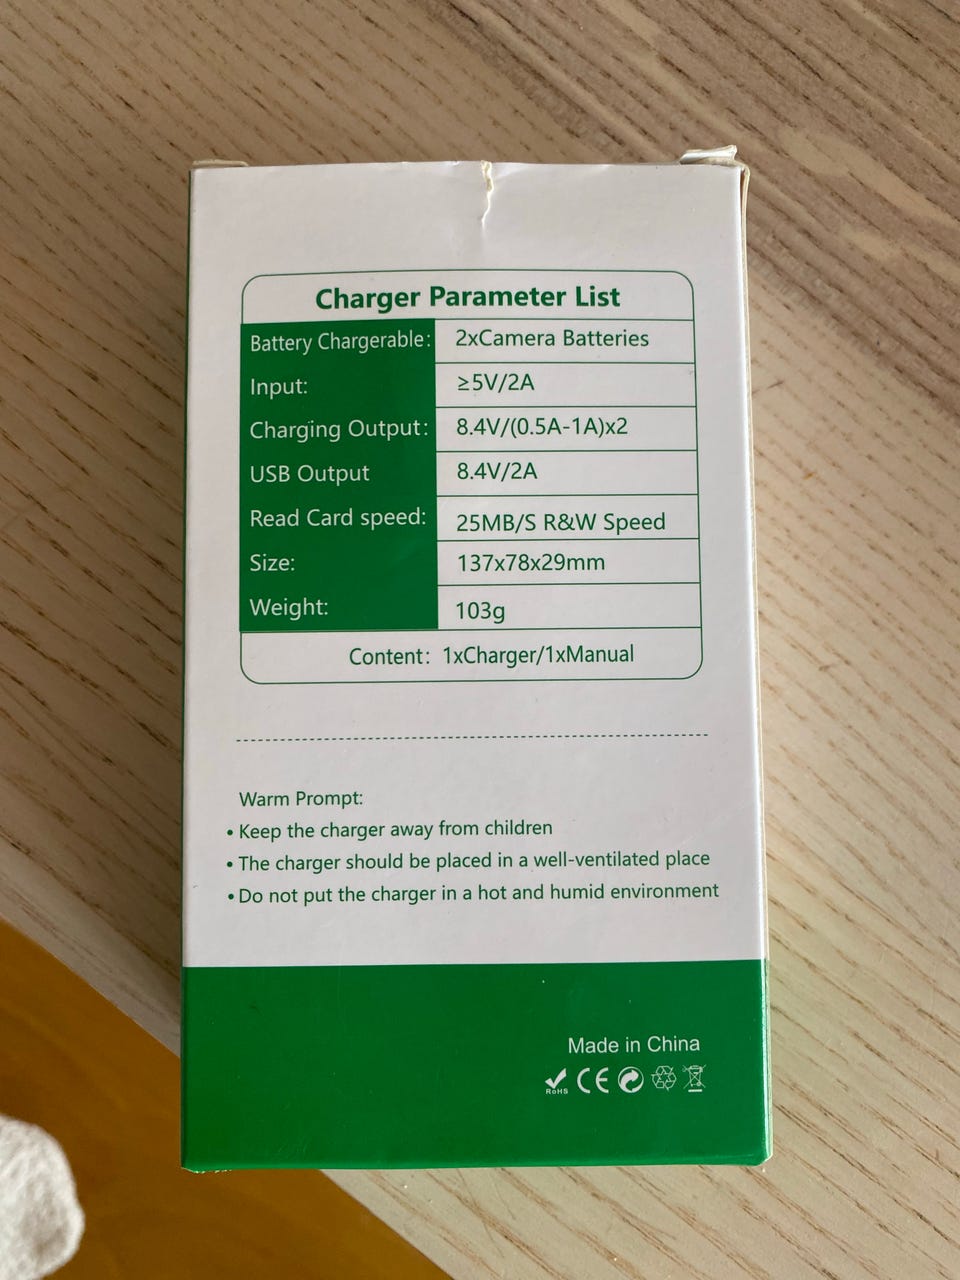 Charger Parameter List
Battery Chargerable: 2xCamera Batteries
Input: ≥5V/2A
Charging Output: 8.4V/(0.5A-1A)x2
USB Output 8.4V/2A
Read Card speed: 25MB/S R&W Speed
Size: 137x78x29mm
Weight: 103g
Content: 1xCharger/1xManual
Warm Prompt:
• Keep the charger away from children
• The charger should be placed in a well-ventilated place
• Do not put the charger in a hot and humid environment
Made in China
RoHS CE